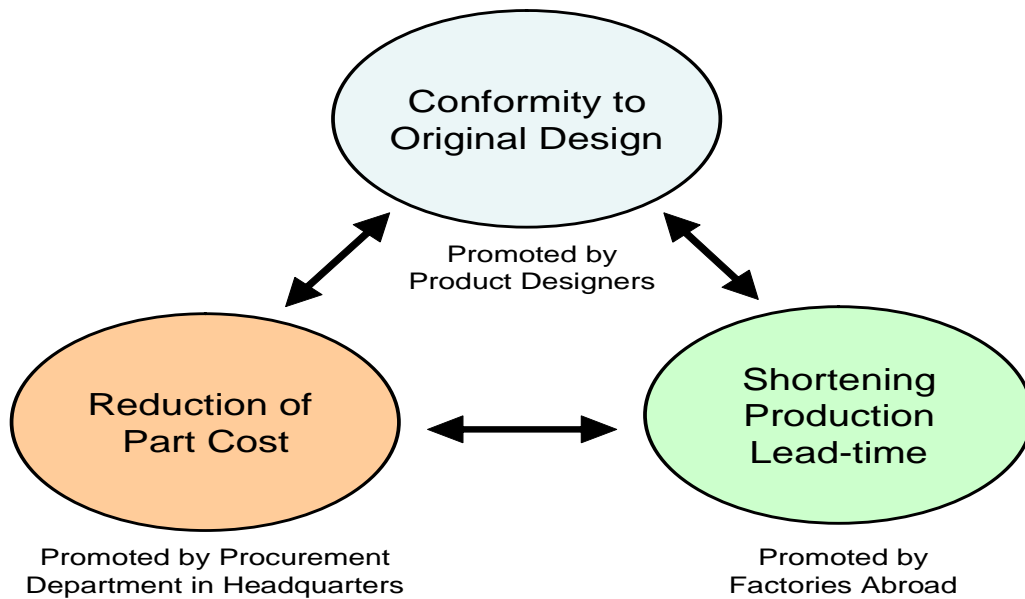 Conformity to
Original Design
Promoted by
Product Designers
Reduction of
Part Cost
Shortening
Production
Lead-time
Promoted by Procurement
Department in Headquarters
Promoted by
Factories Abroad